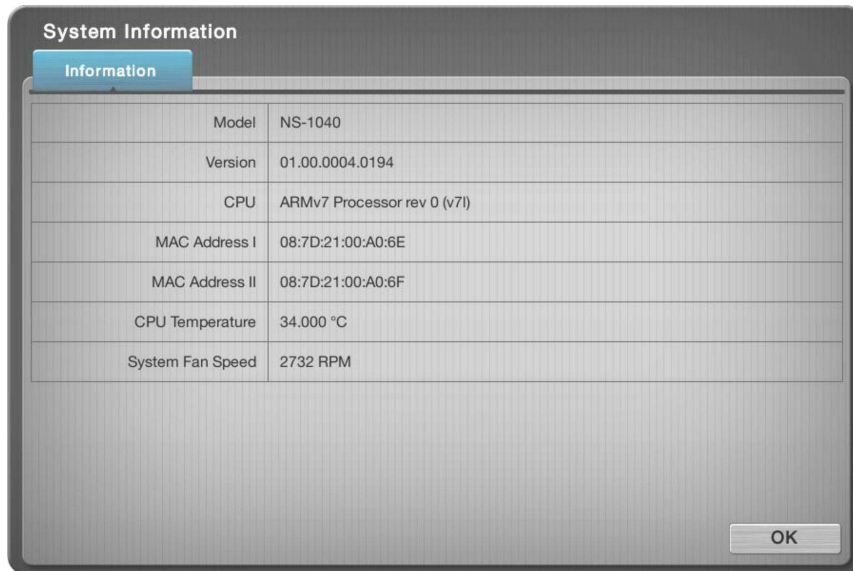 System Information
Information
Model NS-1040
Version 01.00.0004.0194
CPU ARMv7 Processor rev 0 (v7l)
MAC Address I 08:7D:21:00:A0:6E
MAC Address II 08:7D:21:00:A0:6F
CPU Temperature 34.000 °C
System Fan Speed 2732 RPM
OK